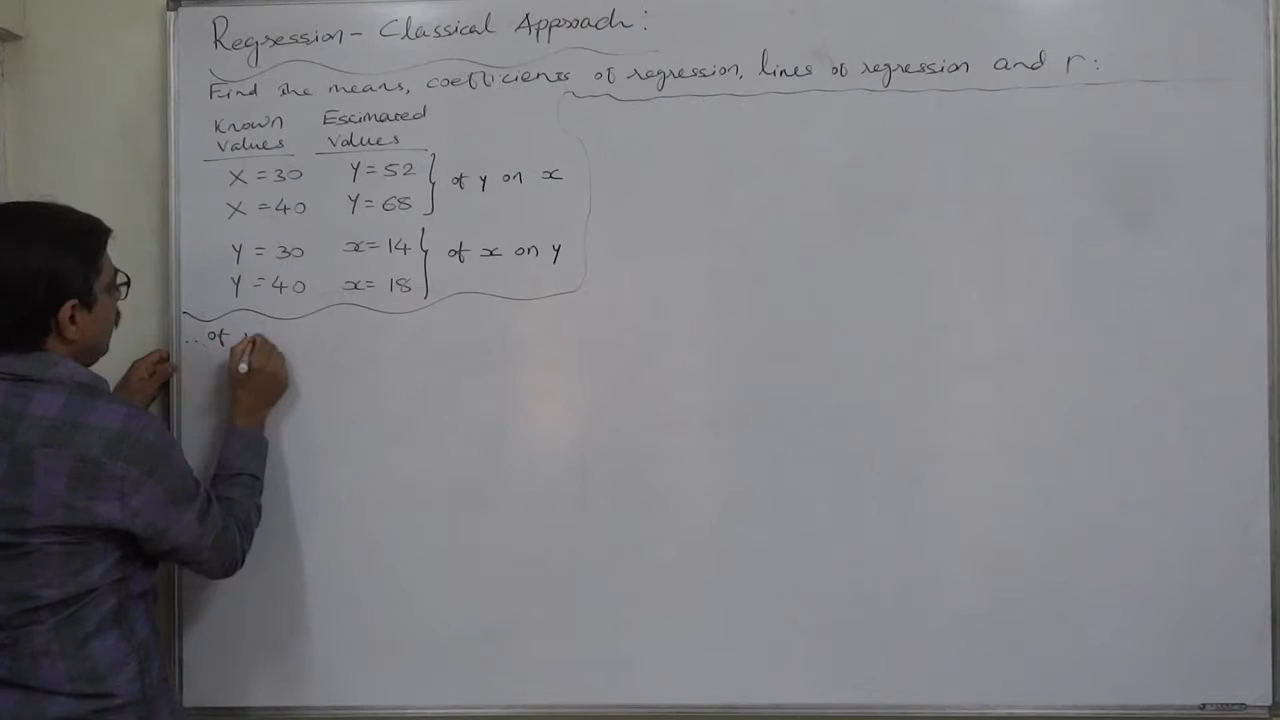 Regression - Classical Approach:
Find the means, coefficients of regression, lines of regression and r:
Known Estimated
Values Values
X = 30 Y = 52
of y on x
X = 40 Y = 68
Y = 30 x = 14
of x on y
Y = 40 x = 18
.. of